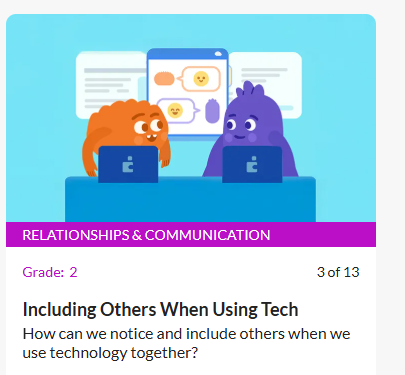 RELATIONSHIPS & COMMUNICATION
Grade: 2
3 of 13
Including Others When Using Tech
How can we notice and include others when we
use technology together?